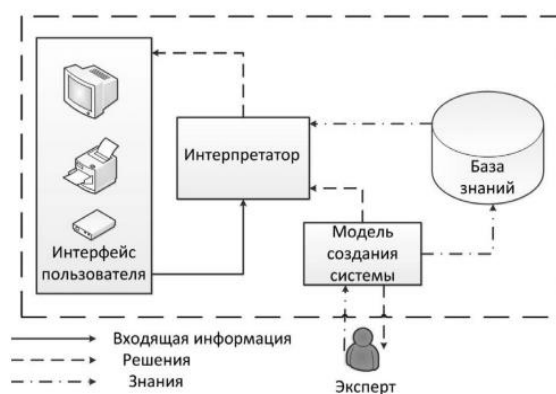 Интерпретатор
База
знаний
Интерфейс
пользователя
Модель
создания
системы
Входящая информация
Решения
Знания
Эксперт